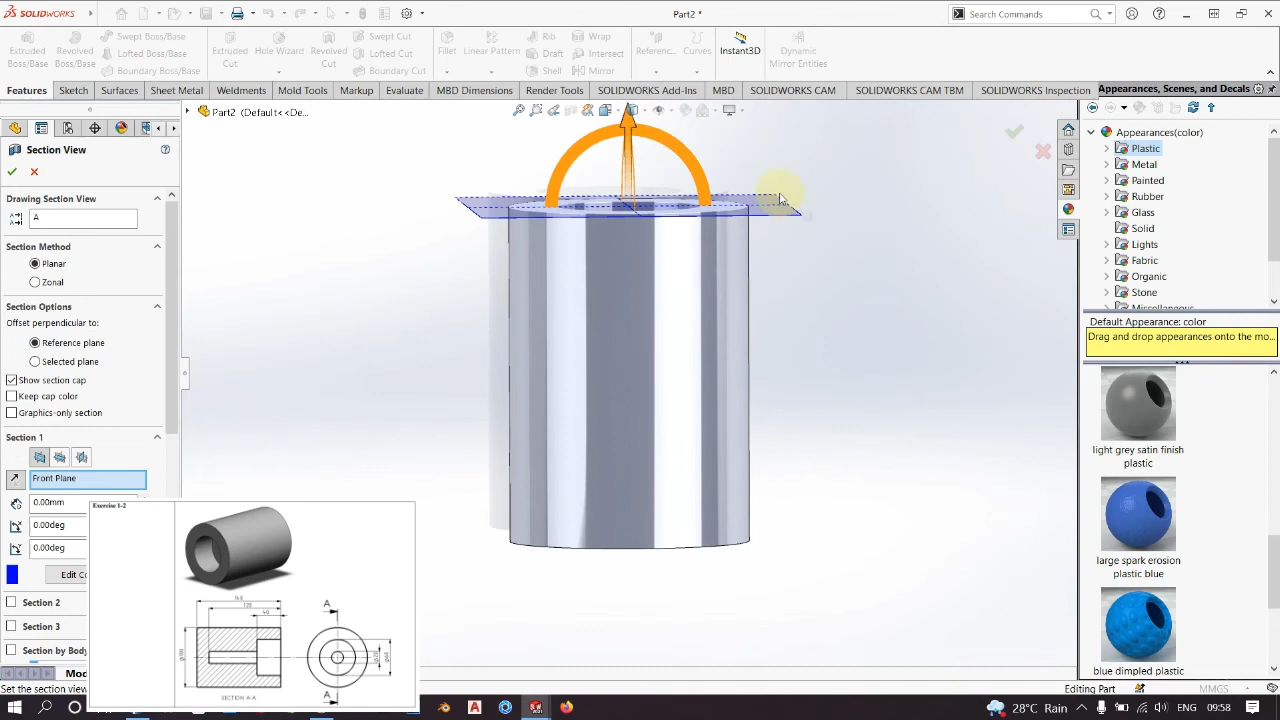 SOLIDWORKS
Part2 *
Search Commands
Extruded Boss/Base
Revolved Boss/Base
Swept Boss/Base
Lofted Boss/Base
Boundary Boss/Base
Extruded Cut
Hole Wizard
Revolved Cut
Swept Cut
Lofted Cut
Boundary Cut
Fillet
Linear Pattern
Rib
Draft
Shell
Wrap
Intersect
Mirror
Referenc...
Curves
Instant3D
Dynamic Mirror Entities
Features
Sketch
Surfaces
Sheet Metal
Weldments
Mold Tools
Markup
Evaluate
MBD Dimensions
Render Tools
SOLIDWORKS Add-Ins
MBD
SOLIDWORKS CAM
SOLIDWORKS CAM TBM
SOLIDWORKS Inspection
Appearances, Scenes, and Decals
Part2 (Default<<De...
Section View
Drawing Section View
A
Section Method
Planar
Zonal
Section Options
Offset perpendicular to:
Reference plane
Selected plane
Show section cap
Keep cap color
Graphics-only section
Section 1
Front Plane
0.00mm
0.00deg
0.00deg
Edit Co
Section 2
Section 3
Section by Body
Mod
Set the section view
Exercise 1-2
120
40
A
A
SECTION A-A
Appearances(color)
Plastic
Metal
Painted
Rubber
Glass
Solid
Lights
Fabric
Organic
Stone
Miscellaneous
Default Appearance: color
Drag and drop appearances onto the mo...
light grey satin finish
plastic
large spark erosion
plastic blue
blue dimpled plastic
Editing Part
MMGS
28°C Rain
ENG
09:58